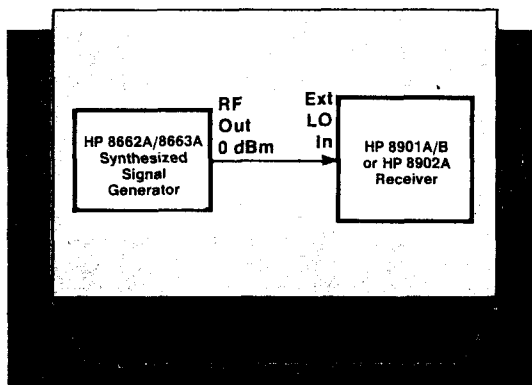 HP 8662A/8663A
Synthesized
Signal
Generator
RF
Out
0 dBm
Ext
LO
In
HP 8901A/B
or HP 8902A
Receiver